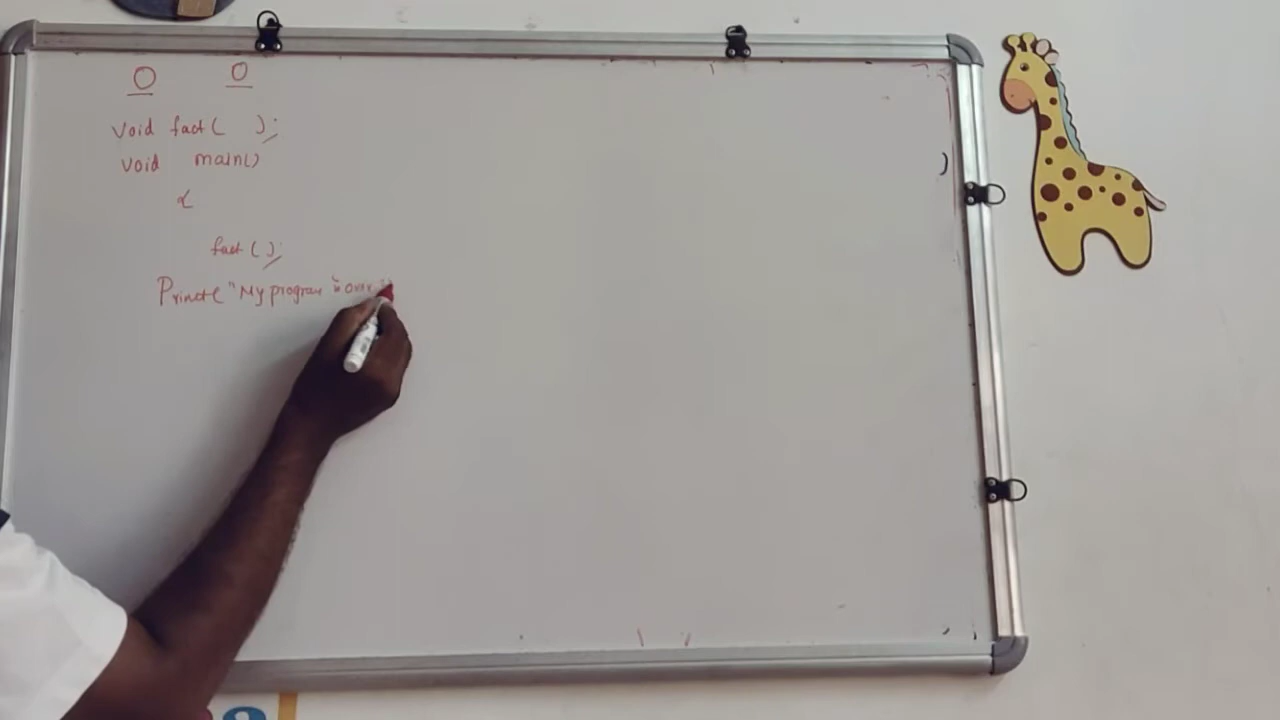 0 0
void fact( );
void main()
{
fact();
Printf("My program is over